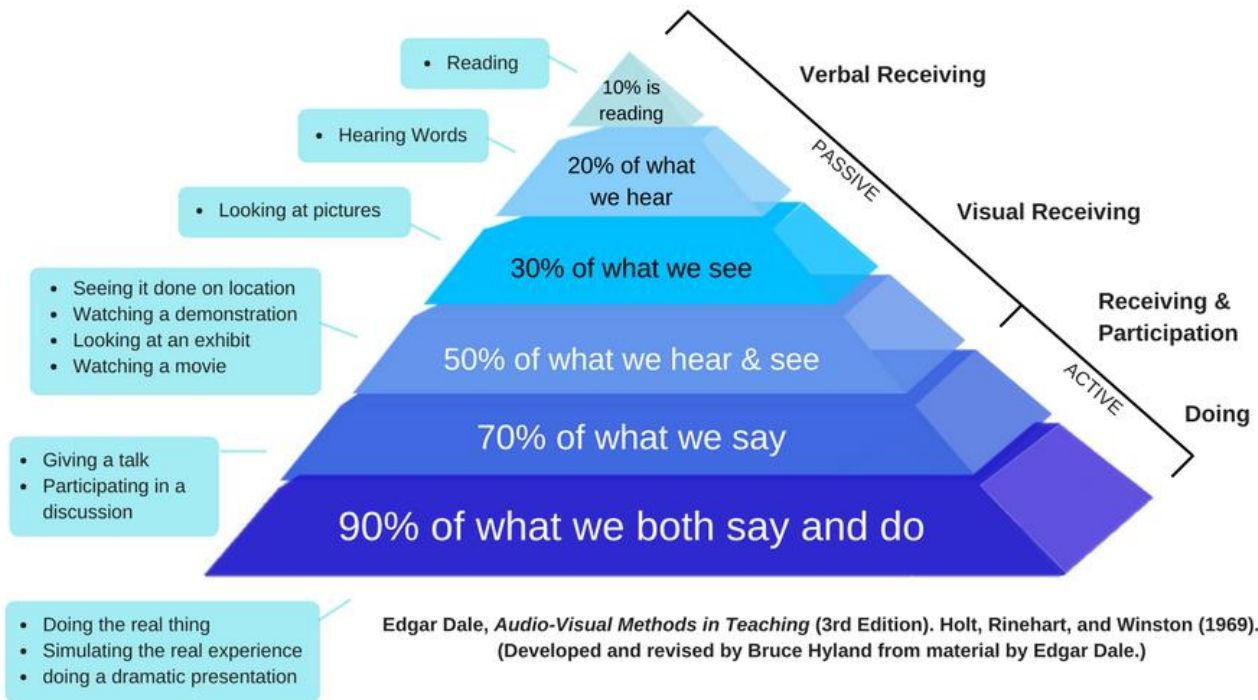 • Reading
10% is
reading
Verbal Receiving
• Hearing Words
20% of what
we hear
PASSIVE
• Looking at pictures
Visual Receiving
30% of what we see
• Seeing it done on location
• Watching a demonstration
• Looking at an exhibit
• Watching a movie
Receiving &
Participation
50% of what we hear & see
ACTIVE
Doing
70% of what we say
• Giving a talk
• Participating in a
discussion
90% of what we both say and do
• Doing the real thing
• Simulating the real experience
• doing a dramatic presentation
Edgar Dale, Audio-Visual Methods in Teaching (3rd Edition). Holt, Rinehart, and Winston (1969).
(Developed and revised by Bruce Hyland from material by Edgar Dale.)